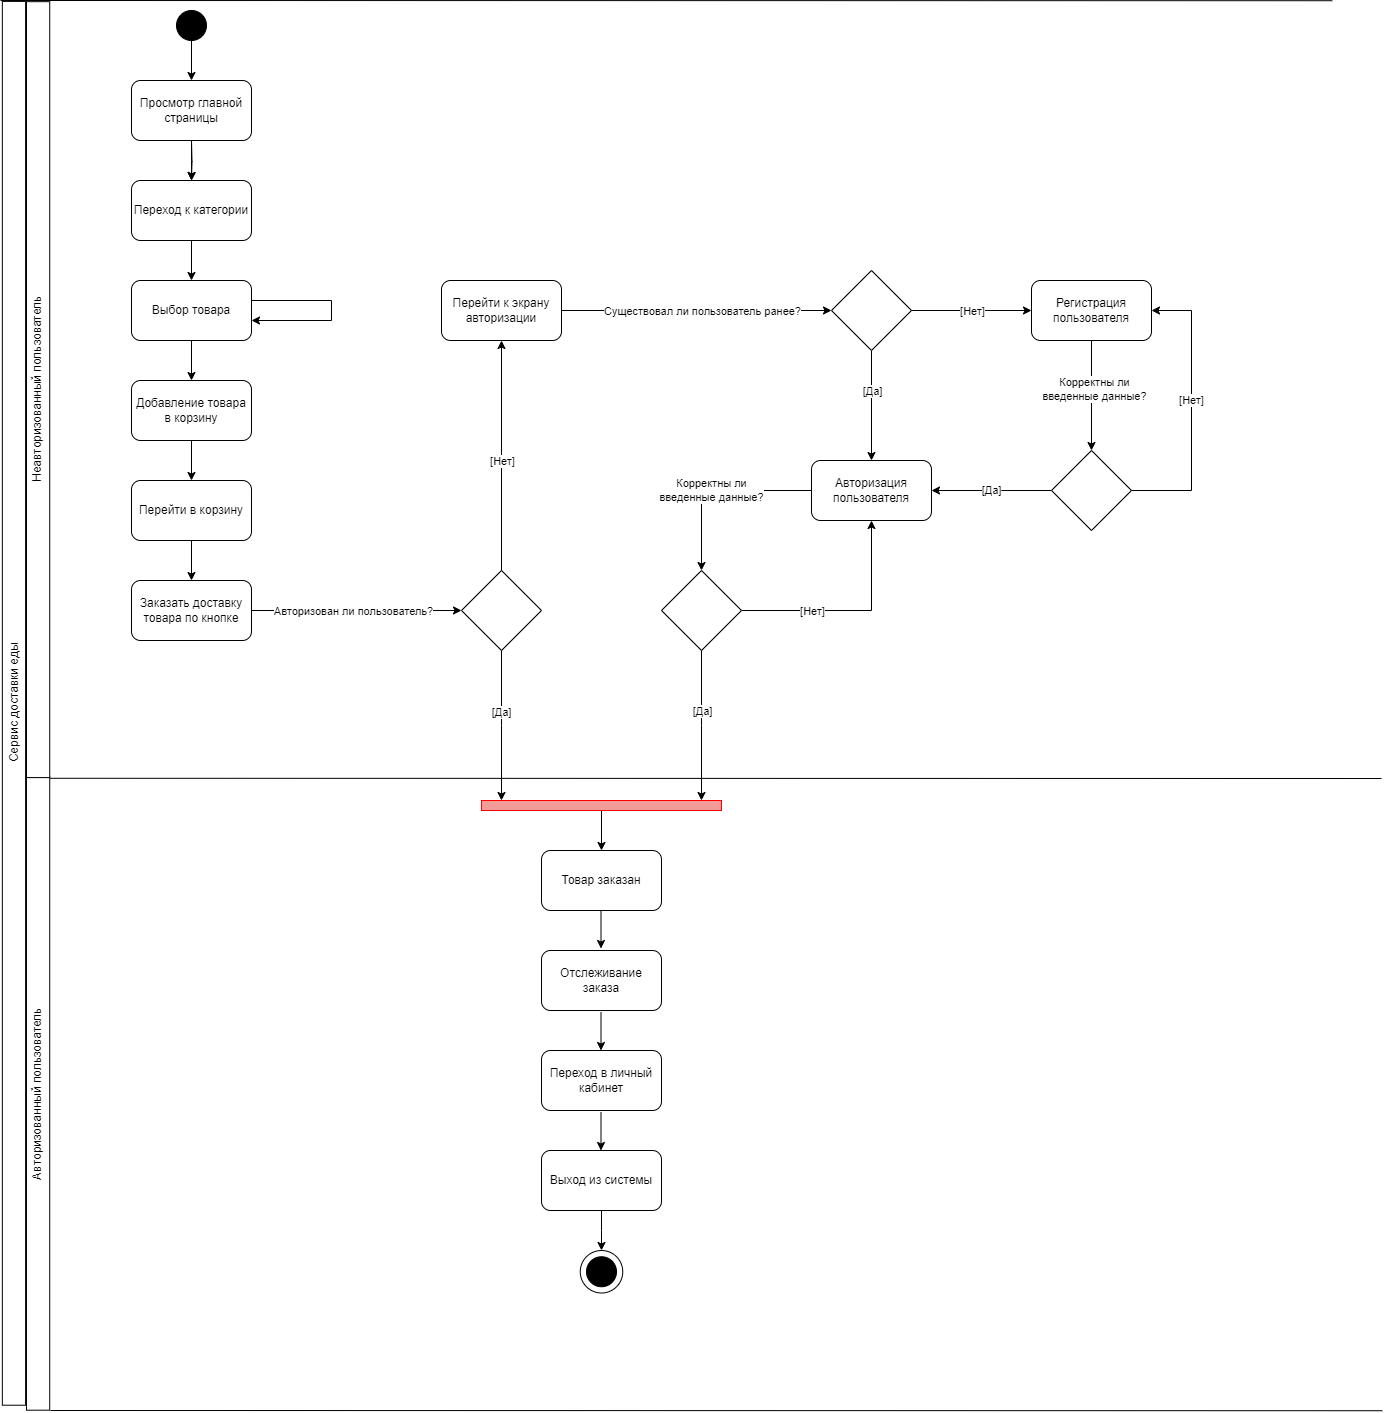 Сервис доставки еды
Неавторизованный пользователь
Просмотр главной
страницы
Переход к категории
Выбор товара
Добавление товара
в корзину
Перейти в корзину
Заказать доставку
товара по кнопке
Авторизован ли пользователь?
[Нет]
[Да]
Перейти к экрану
авторизации
Существовал ли пользователь ранее?
[Нет]
[Да]
Регистрация
пользователя
Корректны ли
введенные данные?
[Нет]
[Да]
Авторизация
пользователя
Корректны ли
введенные данные?
[Нет]
[Да]
Авторизованный пользователь
Товар заказан
Отслеживание
заказа
Переход в личный
кабинет
Выход из системы